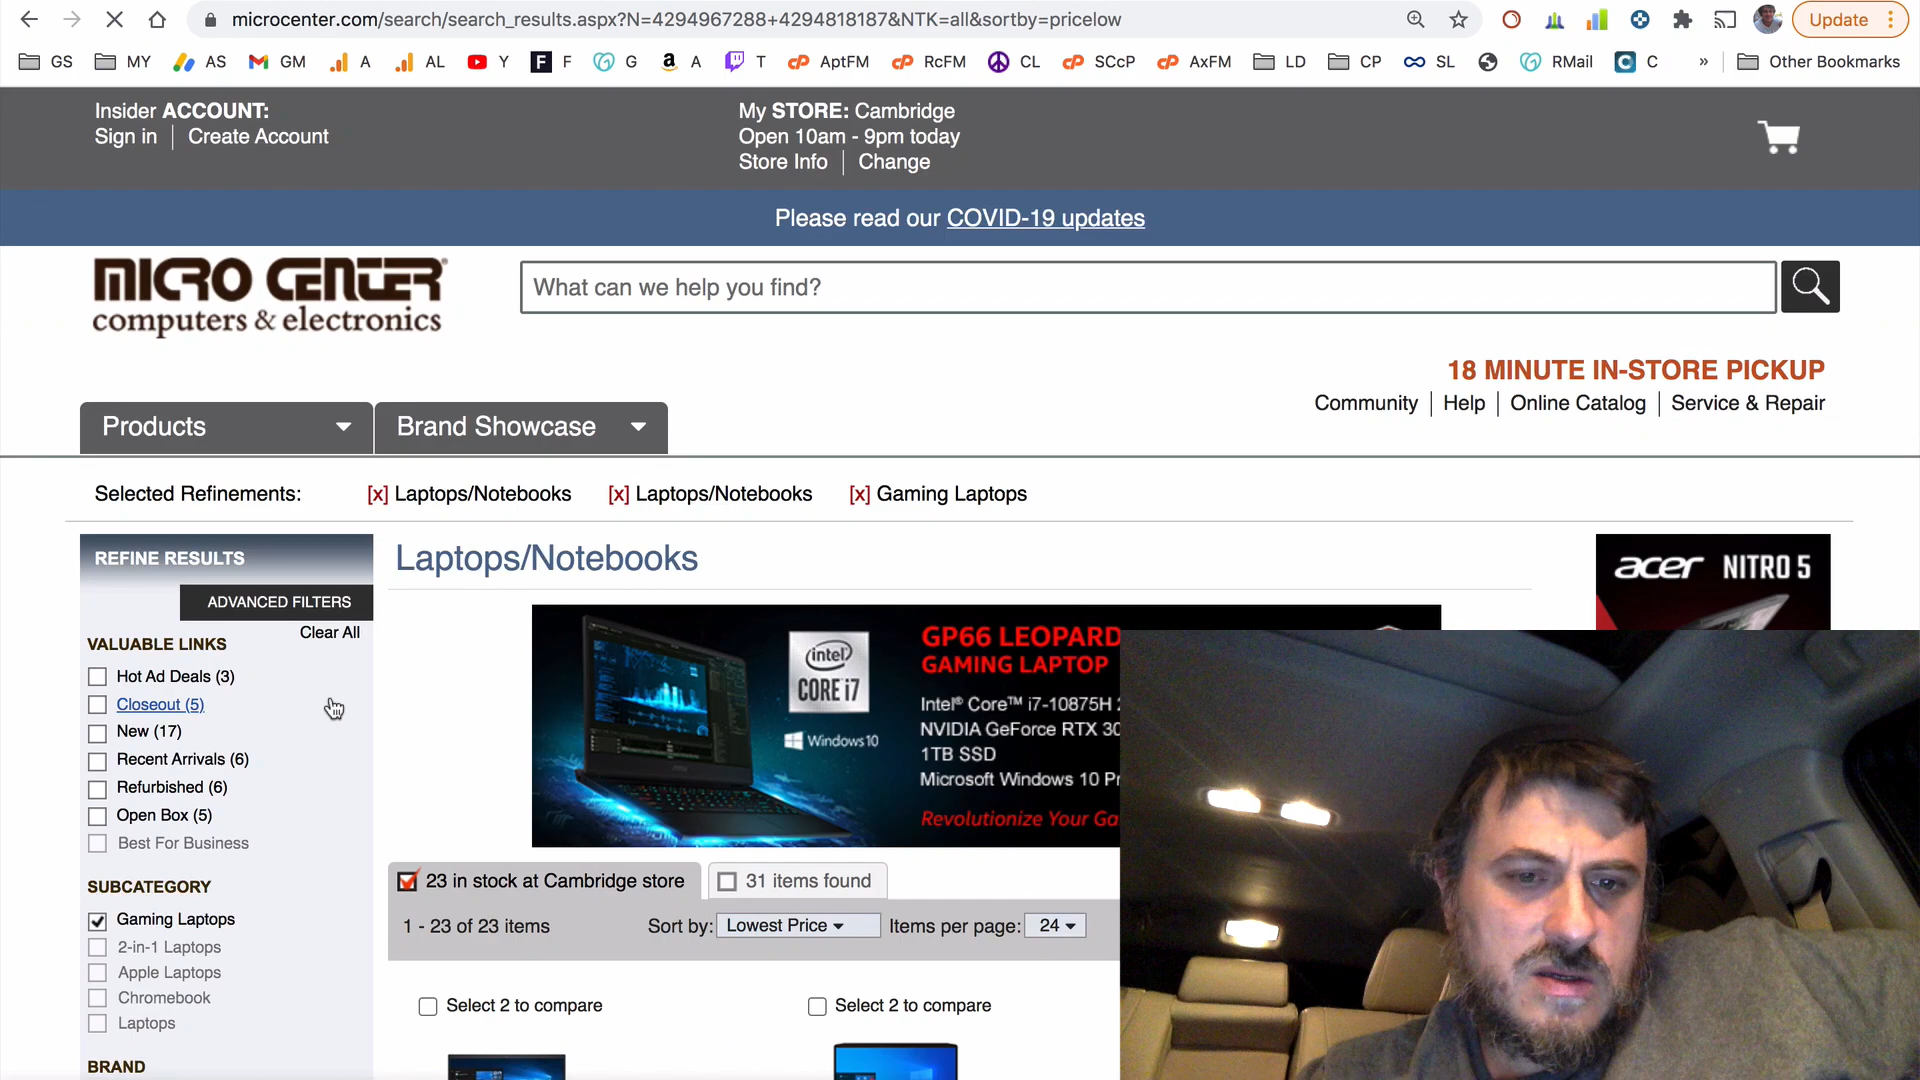 microcenter.com/search/search_results.aspx?N=4294967288+4294818187&NTK=all&sortby=pricelow
Update
GS MY AS GM A AL Y F F G a A T AptFM RcFM CL SCcP AxFM LD CP SL RMail C C » Other Bookmarks
Insider ACCOUNT:
Sign in | Create Account
My STORE: Cambridge
Open 10am - 9pm today
Store Info | Change
Please read our COVID-19 updates
MICRO CENTER
computers & electronics
What can we help you find?
18 MINUTE IN-STORE PICKUP
Community | Help | Online Catalog | Service & Repair
Products
Brand Showcase
Selected Refinements: [x] Laptops/Notebooks [x] Laptops/Notebooks [x] Gaming Laptops
REFINE RESULTS
ADVANCED FILTERS
Clear All
VALUABLE LINKS
Hot Ad Deals (3)
Closeout (5)
New (17)
Recent Arrivals (6)
Refurbished (6)
Open Box (5)
Best For Business
SUBCATEGORY
Gaming Laptops
2-in-1 Laptops
Apple Laptops
Chromebook
Laptops
BRAND
Laptops/Notebooks
intel
CORE i7
Windows10
GP66 LEOPARD
GAMING LAPTOP
Intel® Core™ i7-10875H 2
NVIDIA GeForce RTX 30
1TB SSD
Microsoft Windows 10 Pr
Revolutionize Your Ga
acer NITRO 5
23 in stock at Cambridge store
31 items found
1 - 23 of 23 items
Sort by: Lowest Price
Items per page: 24
Select 2 to compare
Select 2 to compare